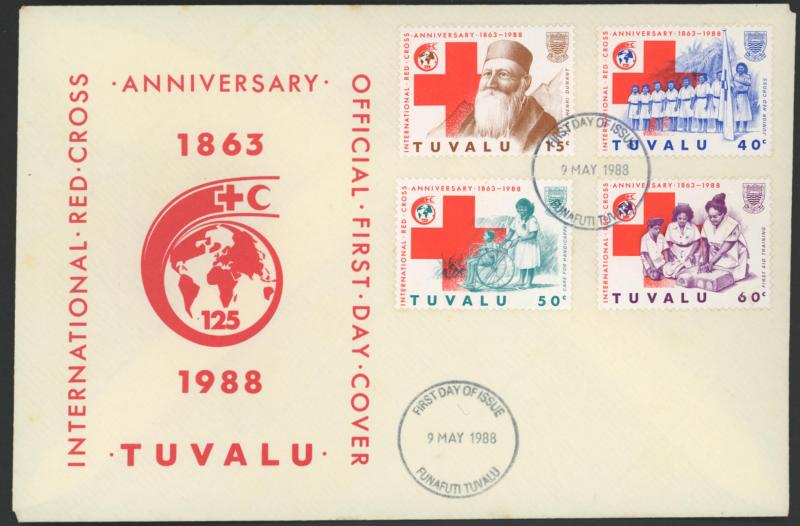 INTERNATIONAL · RED · CROSS
· ANNIVERSARY ·
1863
125
1988
· TUVALU ·
OFFICIAL · FIRST · DAY · COVER
INTERNATIONAL · RED · CROSS
ANNIVERSARY · 1863–1988
HENRI DUNANT
15c
TUVALU
INTERNATIONAL · RED · CROSS
ANNIVERSARY · 1863–1988
JUNIOR RED CROSS
TUVALU 40c
INTERNATIONAL · RED · CROSS
ANNIVERSARY · 1863–1988
CARE FOR HANDICAPPED
TUVALU
50c
INTERNATIONAL · RED · CROSS
ANNIVERSARY · 1863–1988
FIRST AID TRAINING
TUVALU
60c
FIRST DAY OF ISSUE
9 MAY 1988
FUNAFUTI TUVALU
FIRST DAY OF ISSUE
9 MAY 1988
FUNAFUTI TUVALU